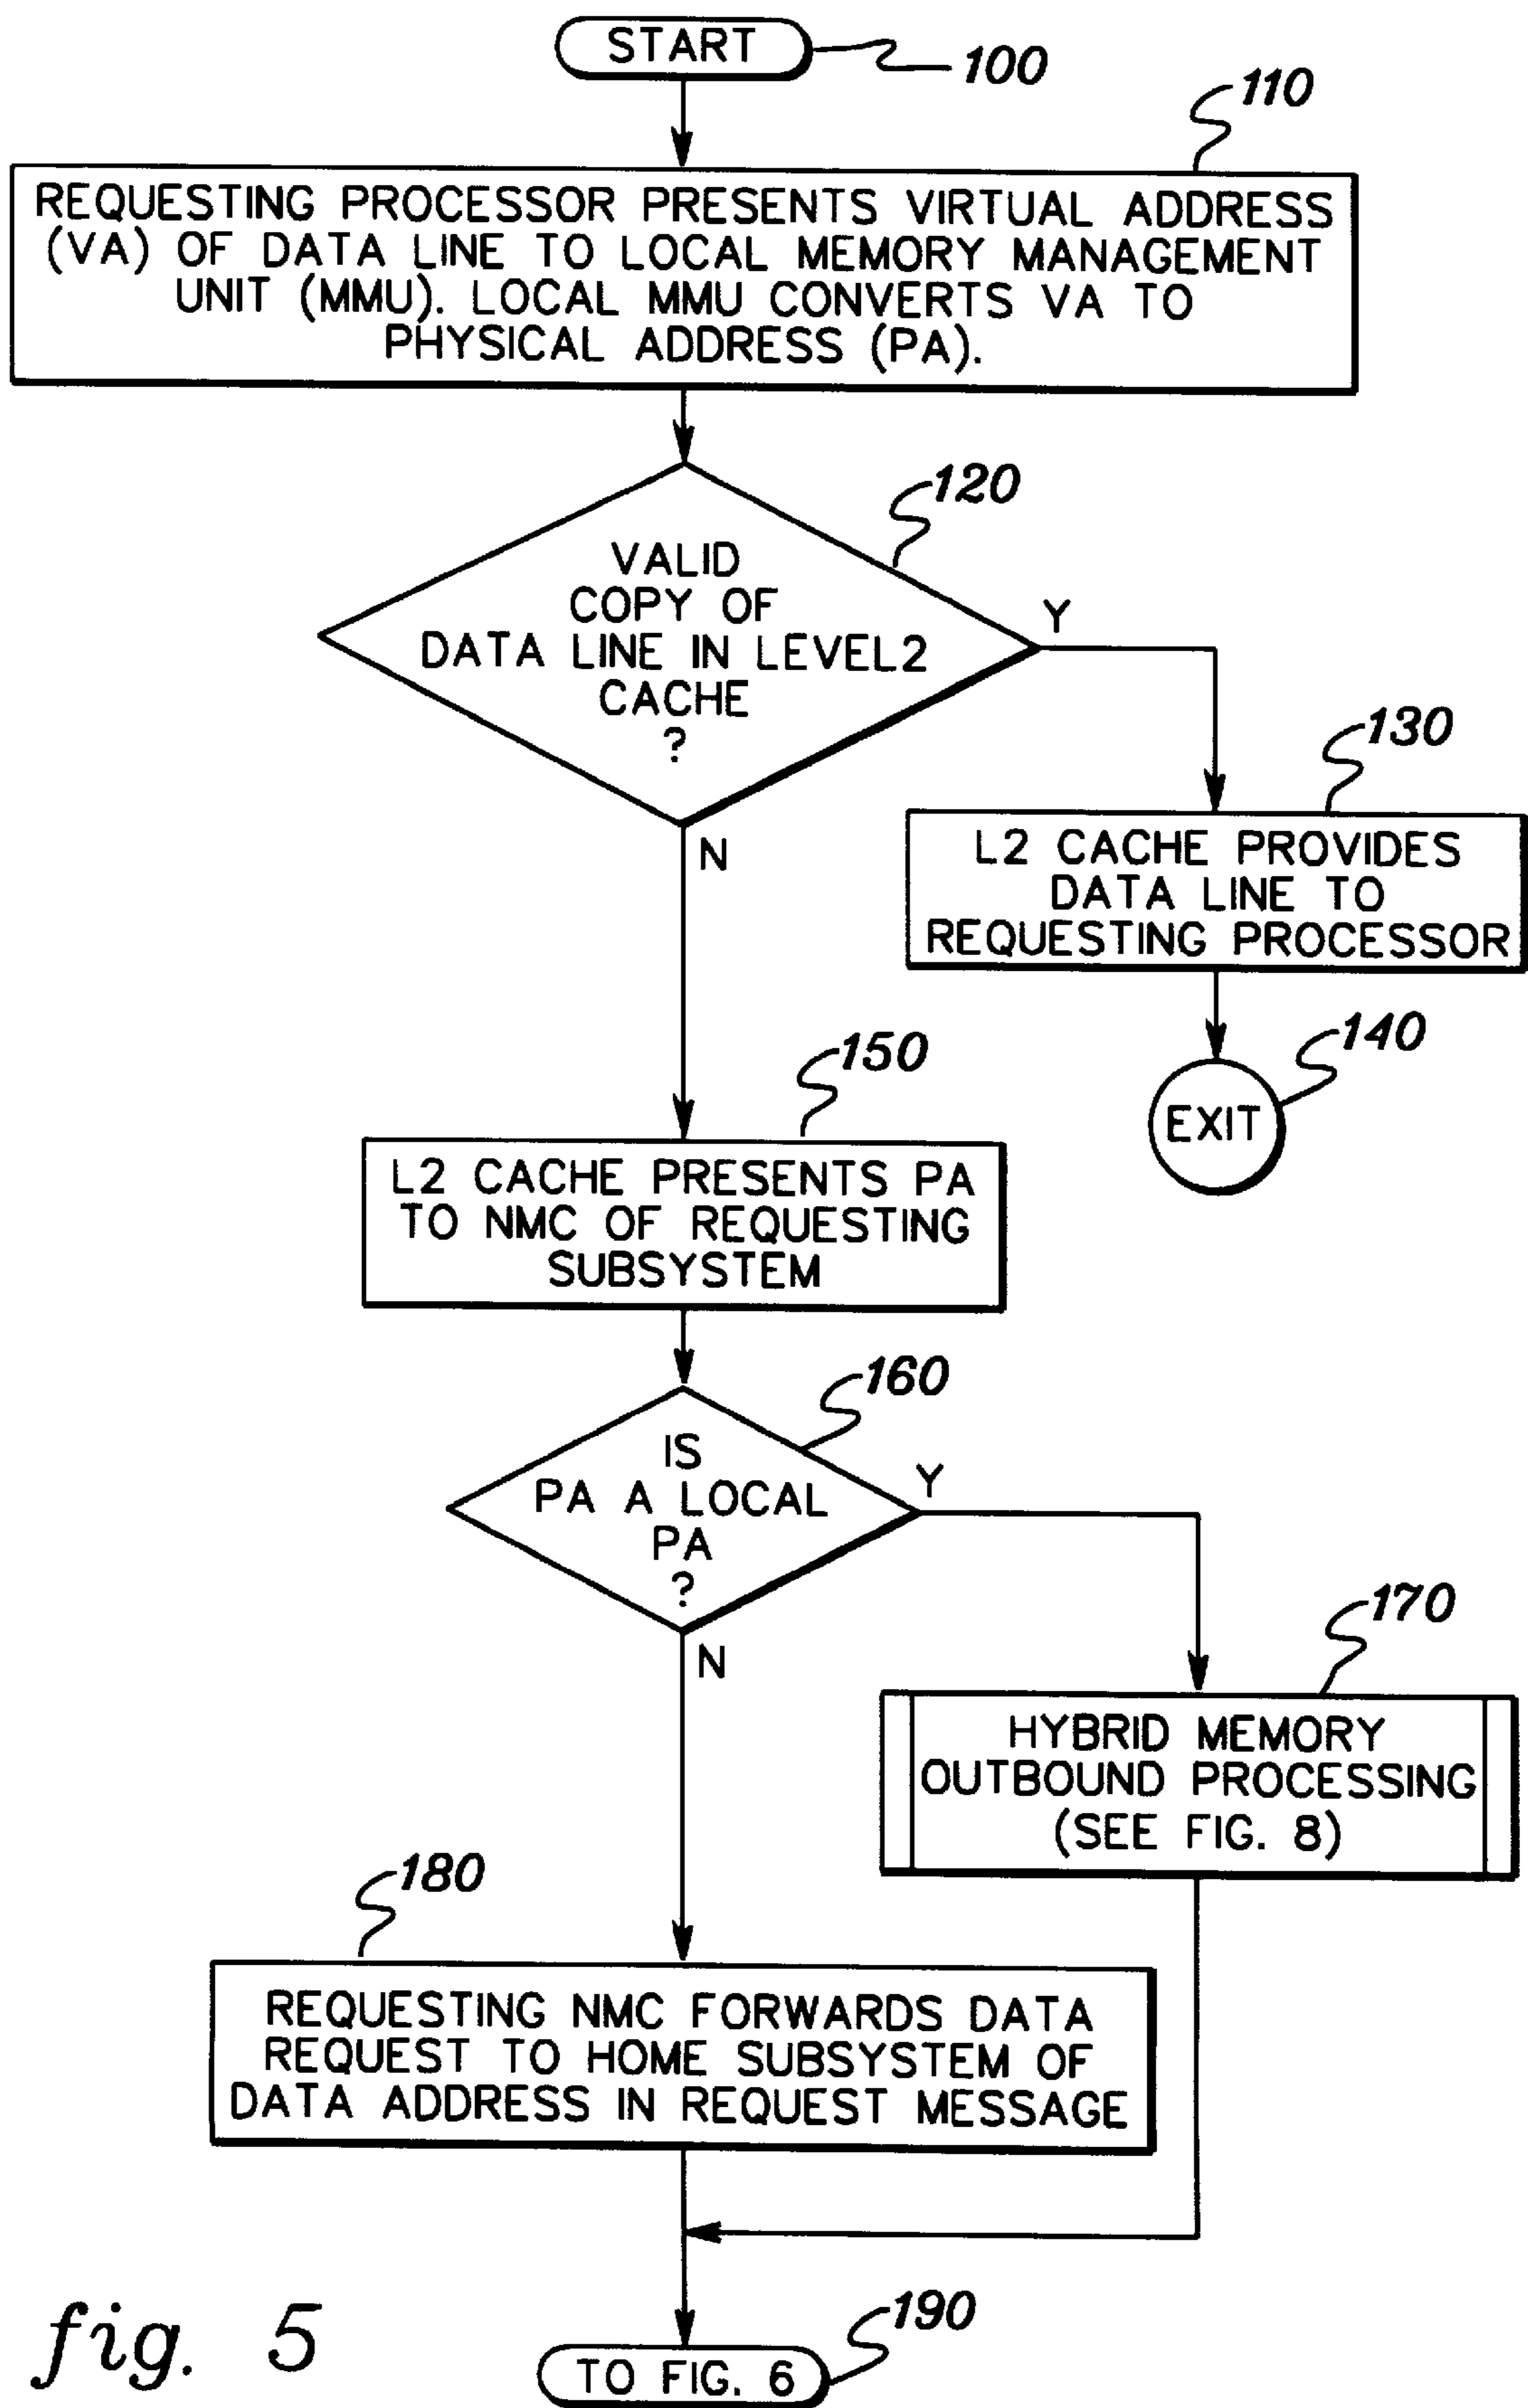 START
100
110
REQUESTING PROCESSOR PRESENTS VIRTUAL ADDRESS
(VA) OF DATA LINE TO LOCAL MEMORY MANAGEMENT
UNIT (MMU). LOCAL MMU CONVERTS VA TO
PHYSICAL ADDRESS (PA).
120
VALID
COPY OF
DATA LINE IN LEVEL2
CACHE
?
Y
N
130
L2 CACHE PROVIDES
DATA LINE TO
REQUESTING PROCESSOR
140
EXIT
150
L2 CACHE PRESENTS PA
TO NMC OF REQUESTING
SUBSYSTEM
160
IS
PA A LOCAL
PA
?
Y
N
170
HYBRID MEMORY
OUTBOUND PROCESSING
(SEE FIG. 8)
180
REQUESTING NMC FORWARDS DATA
REQUEST TO HOME SUBSYSTEM OF
DATA ADDRESS IN REQUEST MESSAGE
190
TO FIG. 6
fig. 5